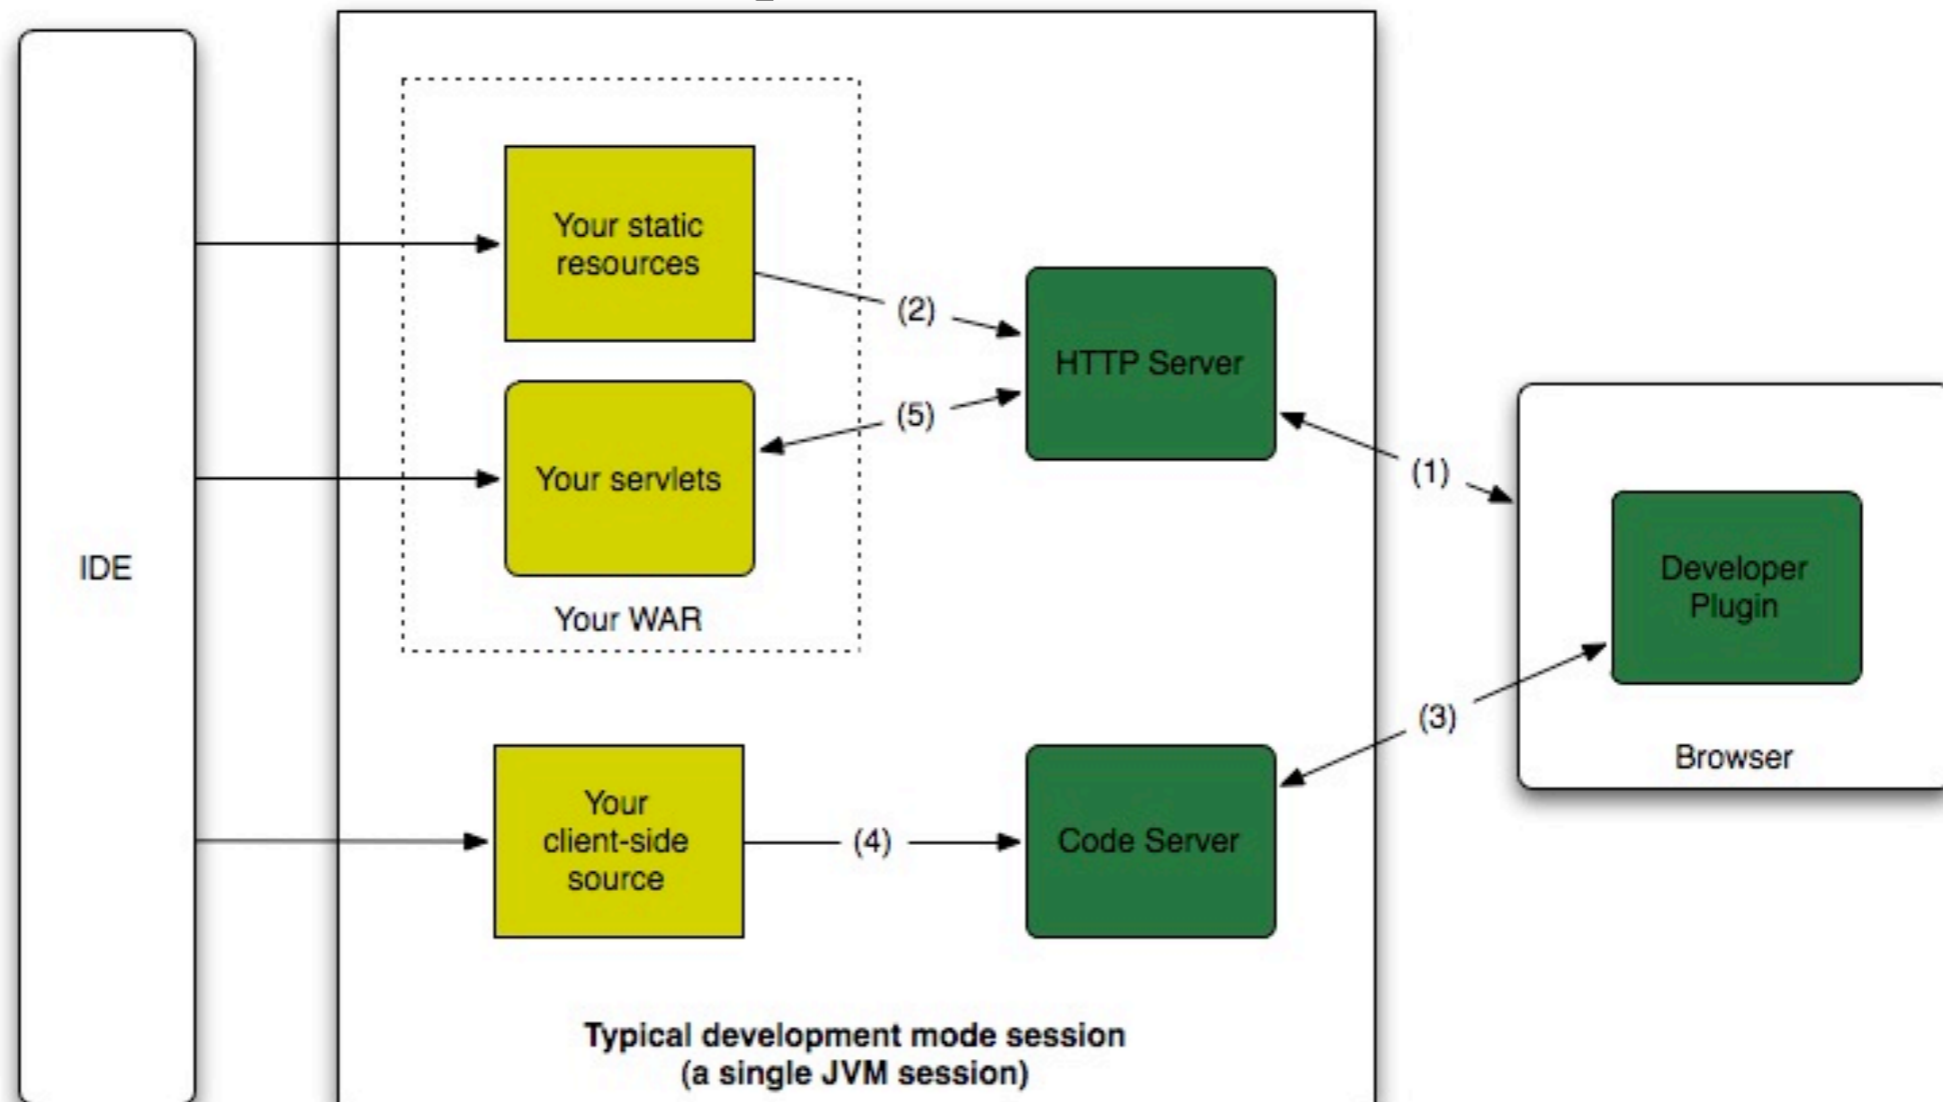 Your static
resources
(2)
HTTP Server
(5)
Your servlets
(1)
IDE
Developer
Plugin
Your WAR
(3)
Browser
Your
client-side
source
(4)
Code Server
Typical development mode session
(a single JVM session)